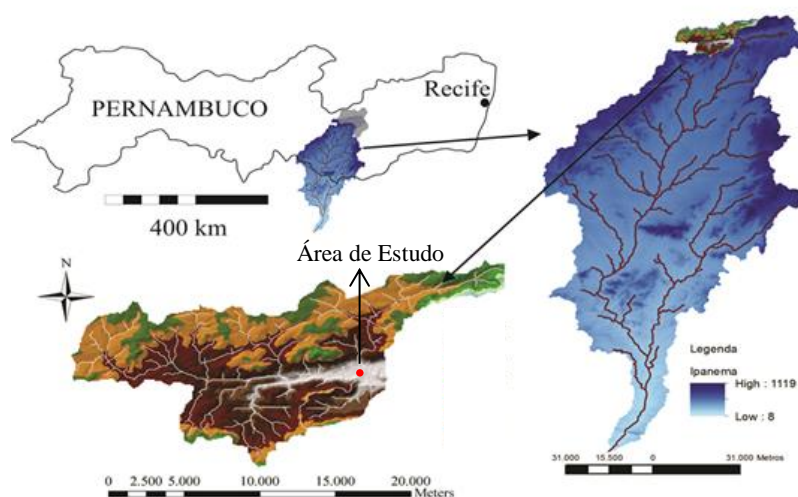 PERNAMBUCO
Recife
400 km
Área de Estudo
N
Legenda
Ipanema
High : 1119
Low : 8
31.000 15.500 0 31.000 Metros
0 2.500 5.000 10.000 15.000 20.000
Meters